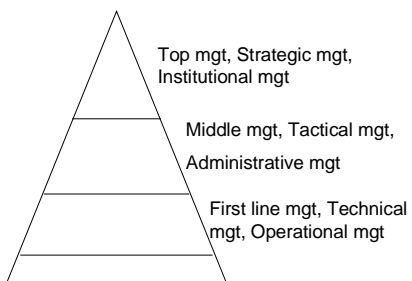 Top mgt, Strategic mgt,
Institutional mgt
Middle mgt, Tactical mgt,
Administrative mgt
First line mgt, Technical
mgt, Operational mgt